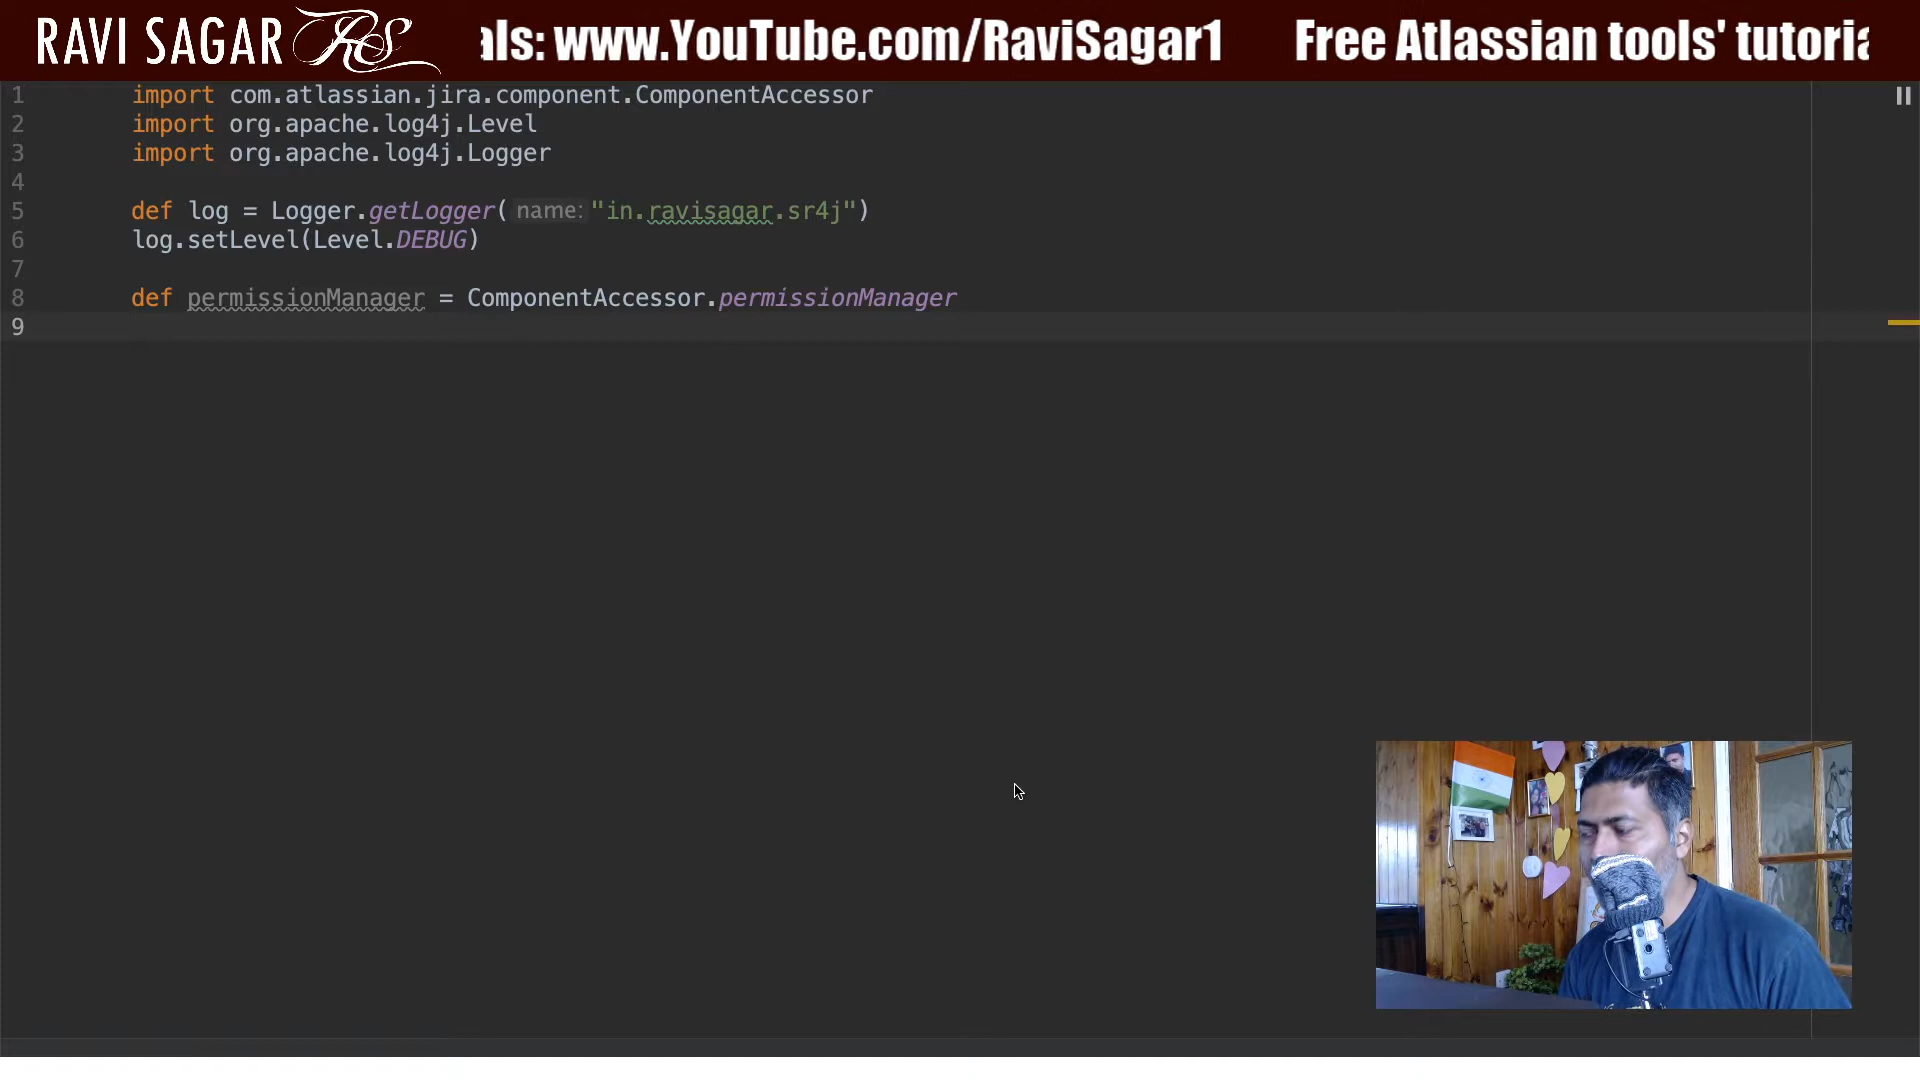 RAVI SAGAR RS
als: www.YouTube.com/RaviSagar1 Free Atlassian tools' tutoria
1 import com.atlassian.jira.component.ComponentAccessor
2 import org.apache.log4j.Level
3 import org.apache.log4j.Logger
4
5 def log = Logger.getLogger( name: "in.ravisagar.sr4j")
6 log.setLevel(Level.DEBUG)
7
8 def permissionManager = ComponentAccessor.permissionManager
9